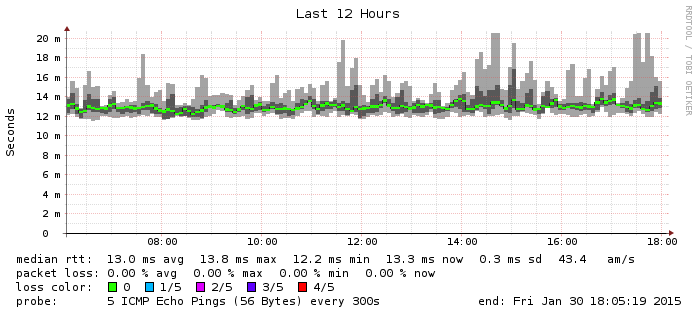 Last 12 Hours
RRDTOOL / TOBI OETIKER
Seconds
20 m
18 m
16 m
14 m
12 m
10 m
8 m
6 m
4 m
2 m
0
08:00 10:00 12:00 14:00 16:00 18:00
median rtt: 13.0 ms avg 13.8 ms max 12.2 ms min 13.3 ms now 0.3 ms sd 43.4 am/s
packet loss: 0.00 % avg 0.00 % max 0.00 % min 0.00 % now
loss color: 0 1/5 2/5 3/5 4/5
probe: 5 ICMP Echo Pings (56 Bytes) every 300s end: Fri Jan 30 18:05:19 2015